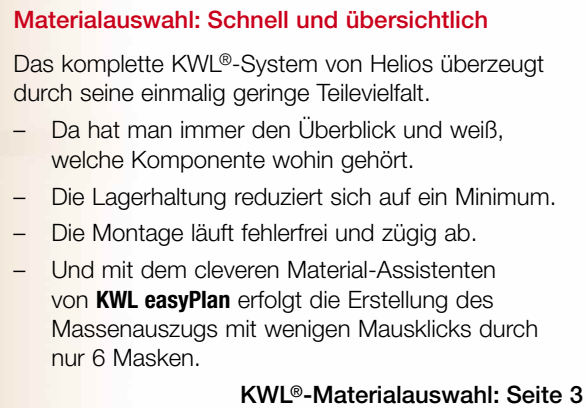 Materialauswahl: Schnell und übersichtlich
Das komplette KWL®-System von Helios überzeugt
durch seine einmalig geringe Teilevielfalt.
– Da hat man immer den Überblick und weiß,
welche Komponente wohin gehört.
– Die Lagerhaltung reduziert sich auf ein Minimum.
– Die Montage läuft fehlerfrei und zügig ab.
– Und mit dem cleveren Material-Assistenten
von KWL easyPlan erfolgt die Erstellung des
Massenauszugs mit wenigen Mausklicks durch
nur 6 Masken.
KWL®-Materialauswahl: Seite 3